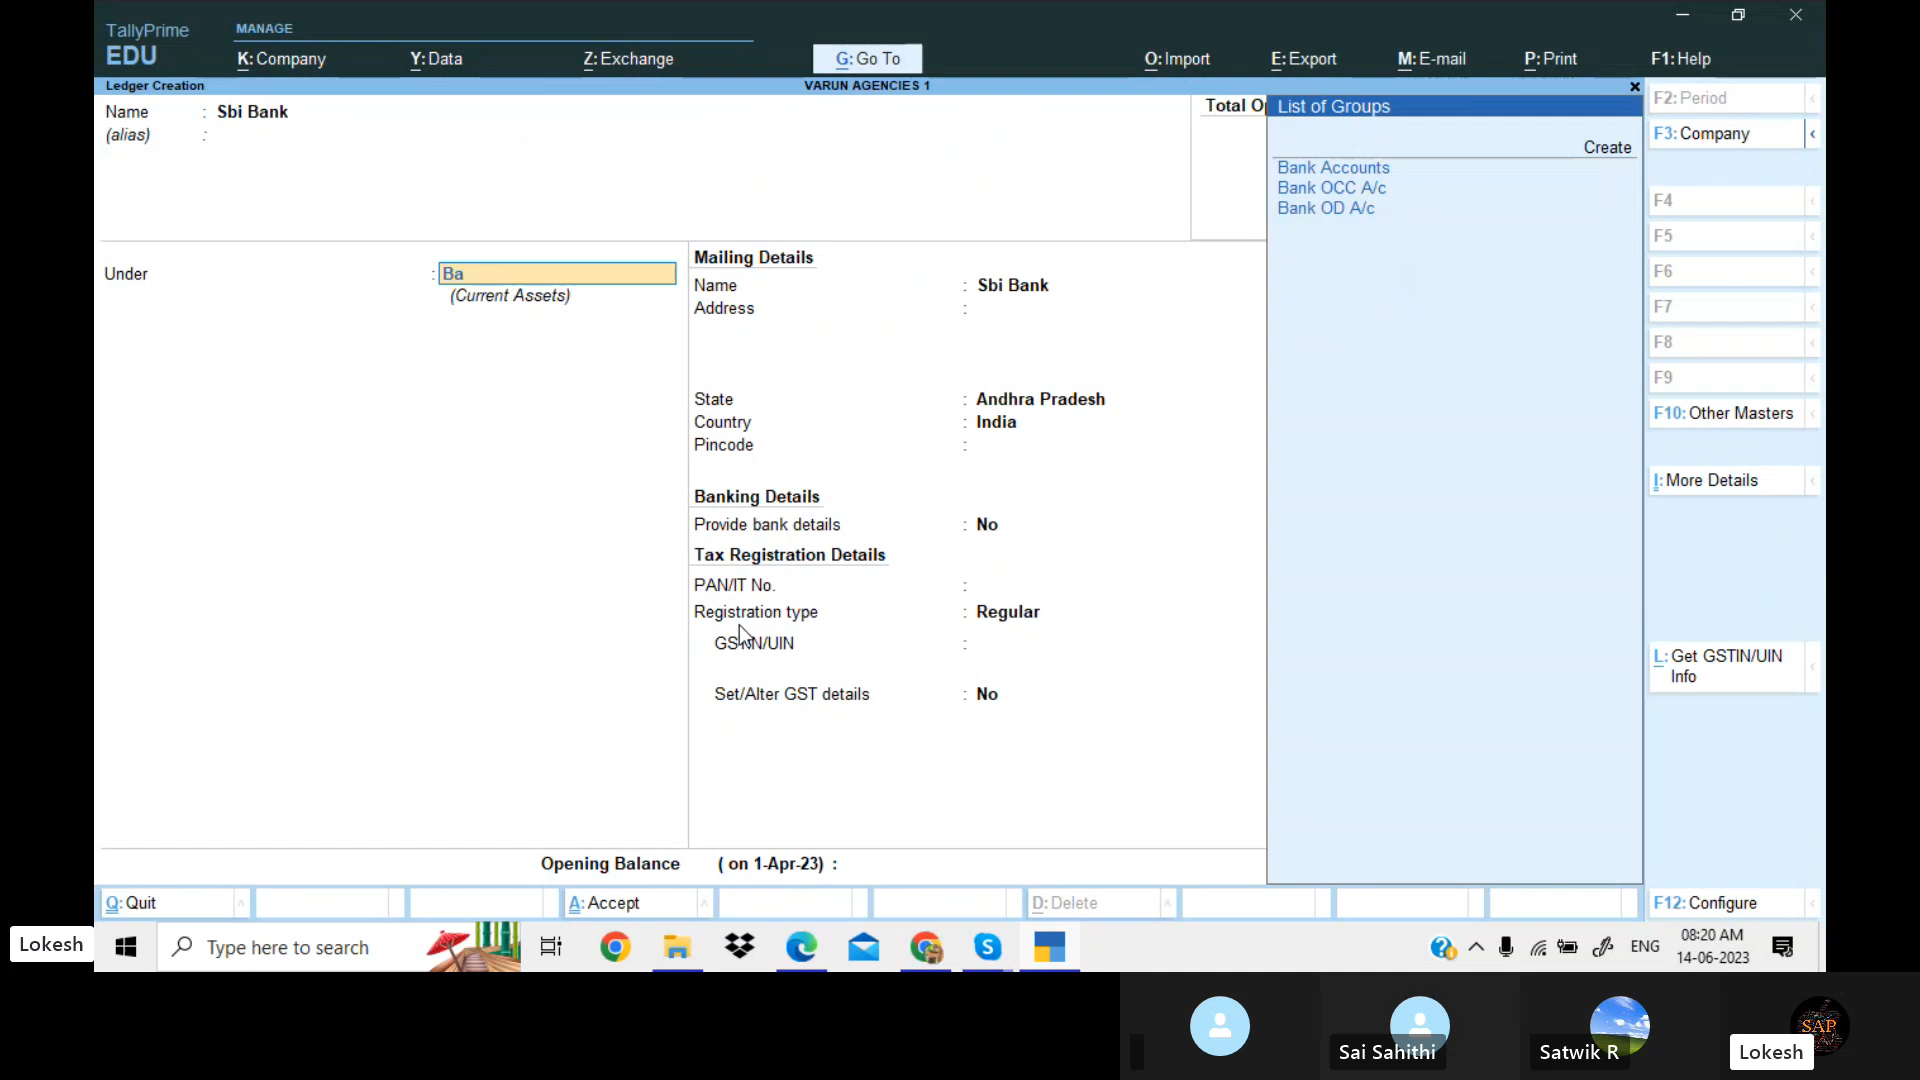 TallyPrime
EDU
MANAGE
K: Company
Y: Data
Z: Exchange
G: Go To
O: Import
E: Export
M: E-mail
P: Print
F1: Help
Ledger Creation
VARUN AGENCIES 1
Name : Sbi Bank
(alias) :
Total Op
List of Groups
Create
Bank Accounts
Bank OCC A/c
Bank OD A/c
Under : Ba
(Current Assets)
Mailing Details
Name : Sbi Bank
Address :
State : Andhra Pradesh
Country : India
Pincode :
Banking Details
Provide bank details : No
Tax Registration Details
PAN/IT No. :
Registration type : Regular
GSTIN/UIN :
Set/Alter GST details : No
Opening Balance ( on 1-Apr-23) :
F2: Period
F3: Company
F4
F5
F6
F7
F8
F9
F10: Other Masters
I: More Details
L: Get GSTIN/UIN
Info
F12: Configure
Q: Quit
A: Accept
D: Delete
Type here to search
ENG
08:20 AM
14-06-2023
Lokesh
Sai Sahithi
Satwik R
SAP
Lokesh